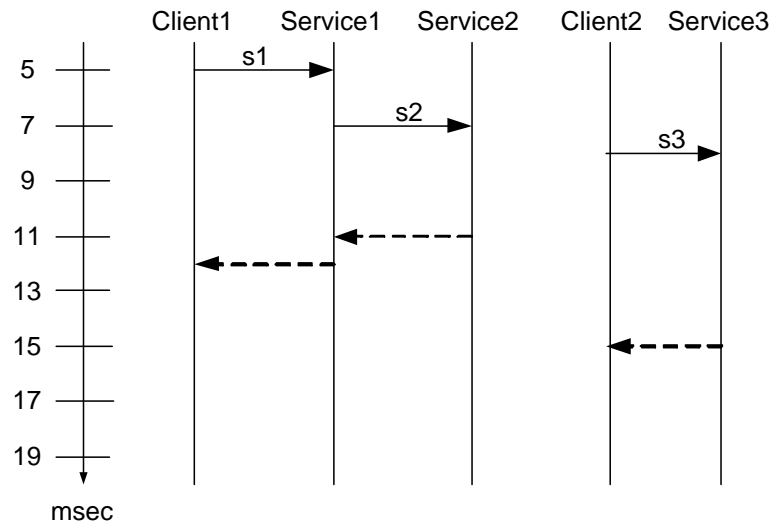 Client1 Service1 Service2 Client2 Service3
5
s1
7
s2
s3
9
11
13
15
17
19
msec